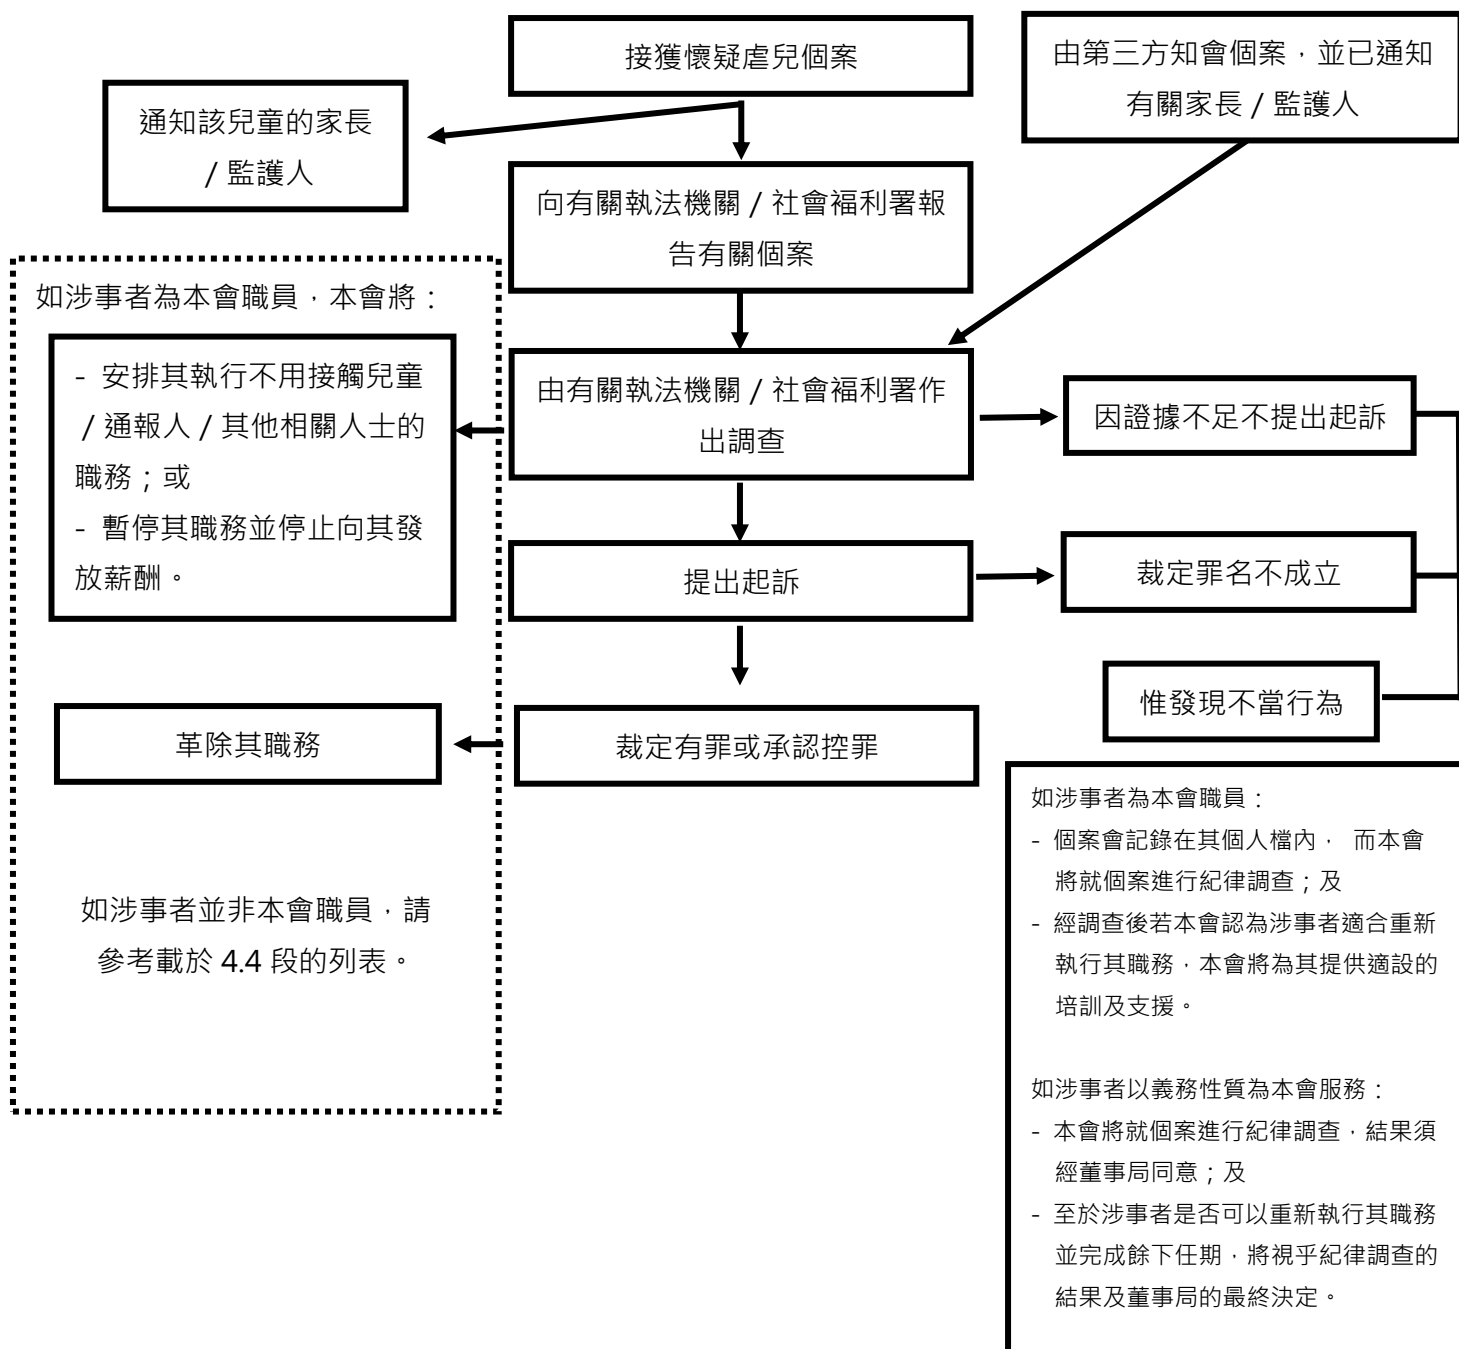 接獲懷疑虐兒個案
由第三方知會個案，並已通知
有關家長 / 監護人
通知該兒童的家長
/ 監護人
向有關執法機關 / 社會福利署報
告有關個案
如涉事者為本會職員，本會將：
- 安排其執行不用接觸兒童
/ 通報人 / 其他相關人士的
職務；或
- 暫停其職務並停止向其發
放薪酬。
由有關執法機關 / 社會福利署作
出調查
因證據不足不提出起訴
提出起訴
裁定罪名不成立
惟發現不當行為
革除其職務
裁定有罪或承認控罪
如涉事者並非本會職員，請
參考載於 4.4 段的列表。
如涉事者為本會職員：
- 個案會記錄在其個人檔內， 而本會
將就個案進行紀律調查；及
- 經調查後若本會認為涉事者適合重新
執行其職務，本會將為其提供適設的
培訓及支援。
如涉事者以義務性質為本會服務：
- 本會將就個案進行紀律調查，結果須
經董事局同意；及
- 至於涉事者是否可以重新執行其職務
並完成餘下任期，將視乎紀律調查的
結果及董事局的最終決定。